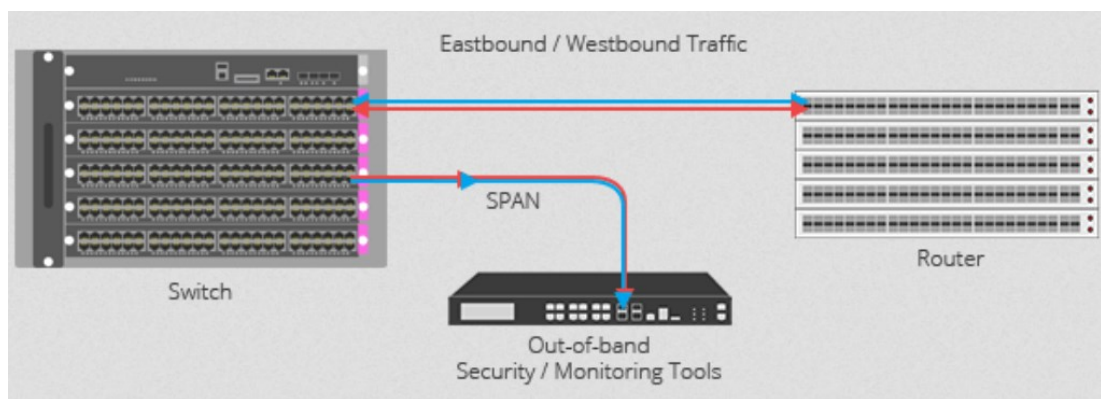 Eastbound / Westbound Traffic
SPAN
Switch
Router
Out-of-band
Security / Monitoring Tools